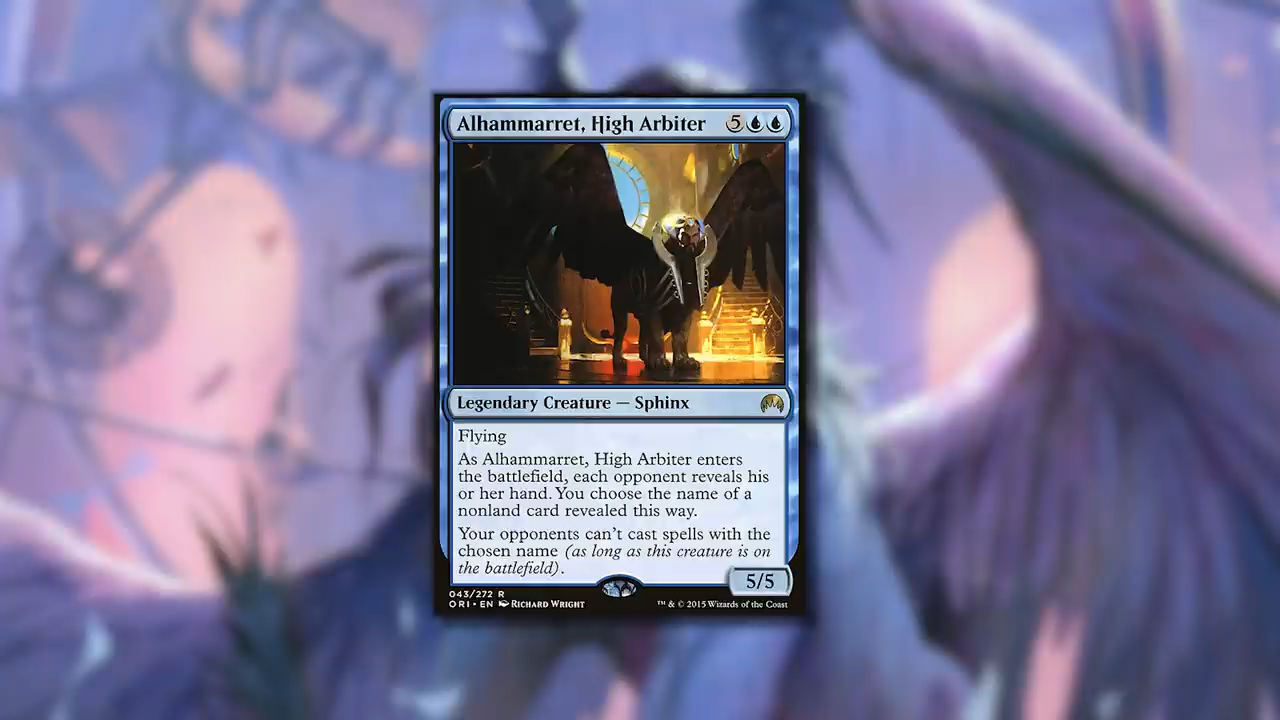 Alhammarret, High Arbiter 5
Legendary Creature — Sphinx
Flying
As Alhammarret, High Arbiter enters
the battlefield, each opponent reveals his
or her hand. You choose the name of a
nonland card revealed this way.
Your opponents can't cast spells with the
chosen name (as long as this creature is on
the battlefield).
5/5
043/272 R
ORI • EN RICHARD WRIGHT
™ & © 2015 Wizards of the Coast